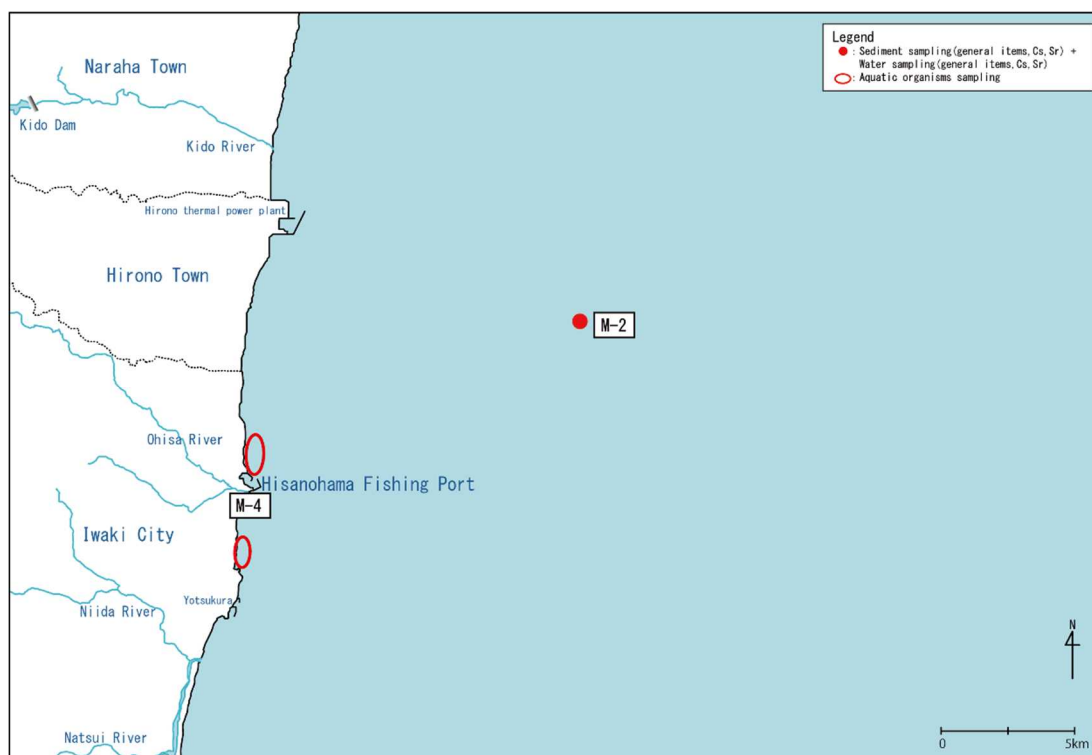 Legend
: Sediment sampling(general items,Cs,Sr) +
Water sampling(general items,Cs,Sr)
: Aquatic organisms sampling
Naraha Town
Kido Dam
Kido River
Hirono thermal power plant
Hirono Town
M-2
Ohisa River
Hisanohama Fishing Port
M-4
Iwaki City
Yotsukura
Niida River
N
Natsui River
0 5km